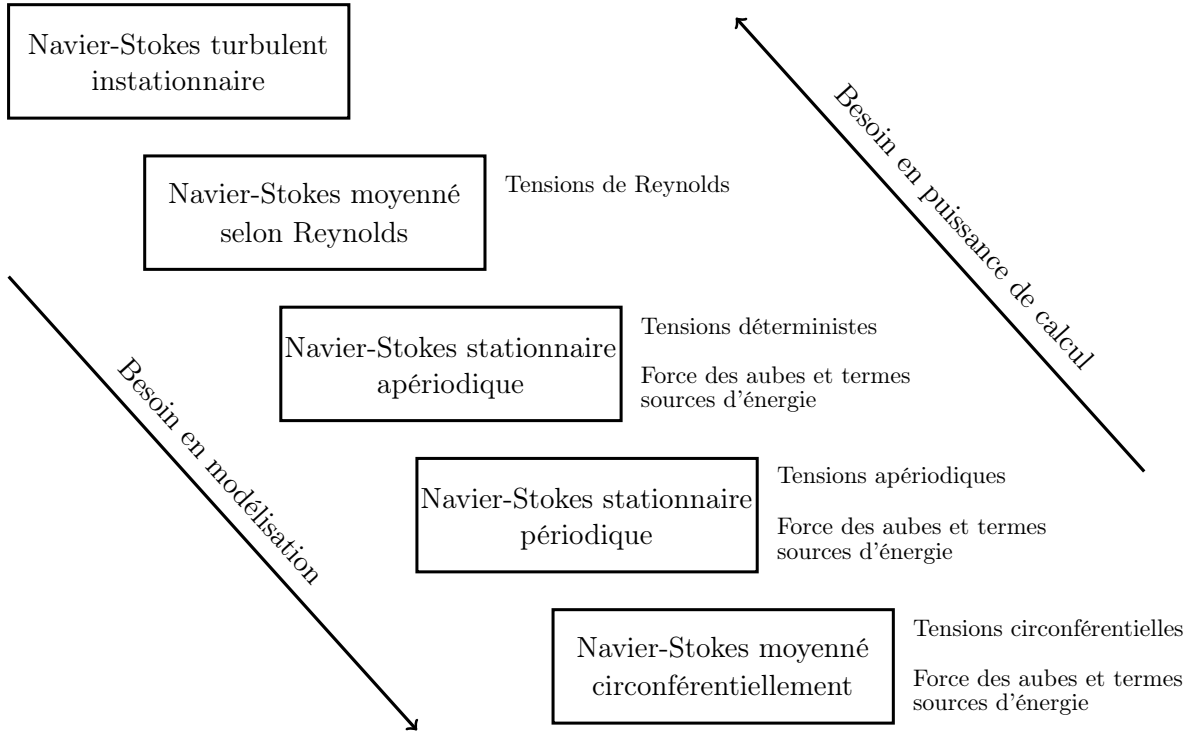 Navier-Stokes turbulent
instationnaire
Besoin en puissance de calcul
Navier-Stokes moyenné
selon Reynolds
Tensions de Reynolds
Navier-Stokes stationnaire
apériodique
Tensions déterministes
Force des aubes et termes
sources d'énergie
Besoin en modélisation
Navier-Stokes stationnaire
périodique
Tensions apériodiques
Force des aubes et termes
sources d'énergie
Navier-Stokes moyenné
circonférentiellement
Tensions circonférentielles
Force des aubes et termes
sources d'énergie